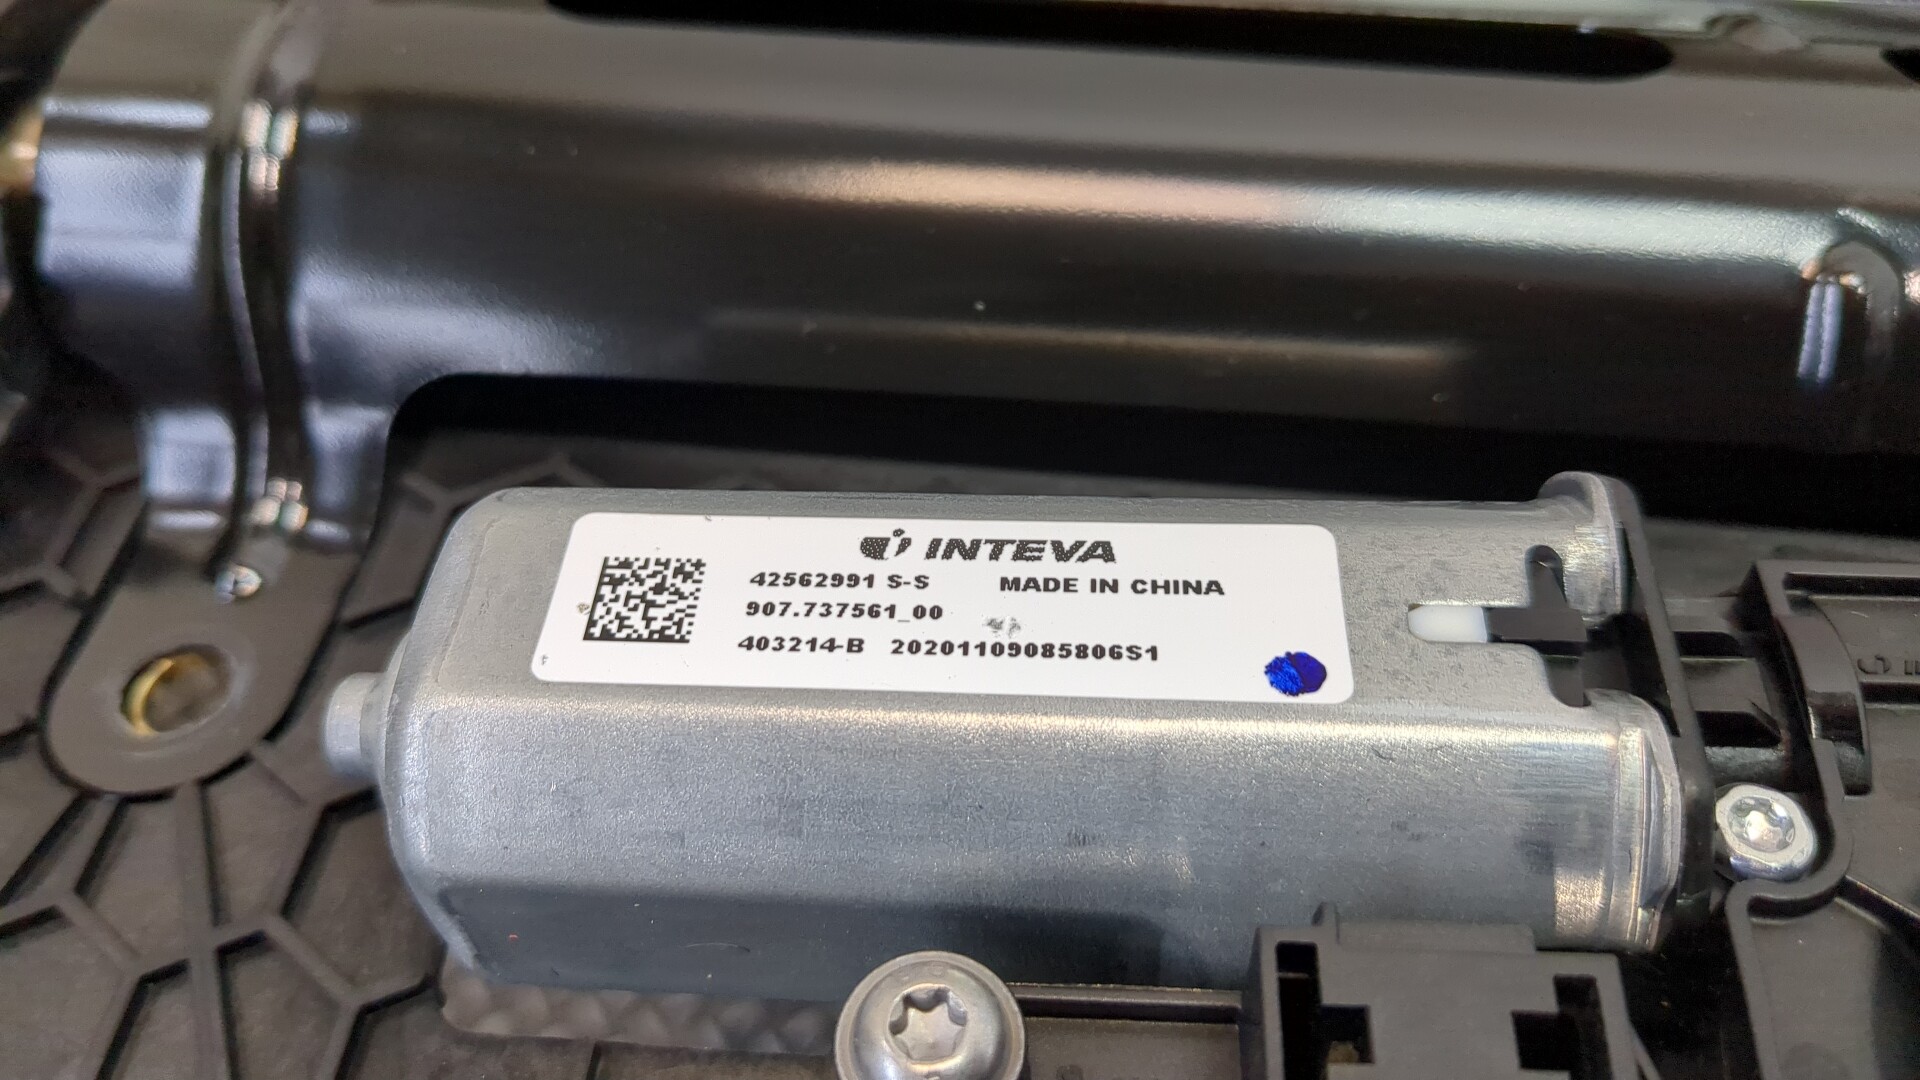 INTEVA
42562991 S-S MADE IN CHINA
907.737561_00
403214-B 20201109085806S1